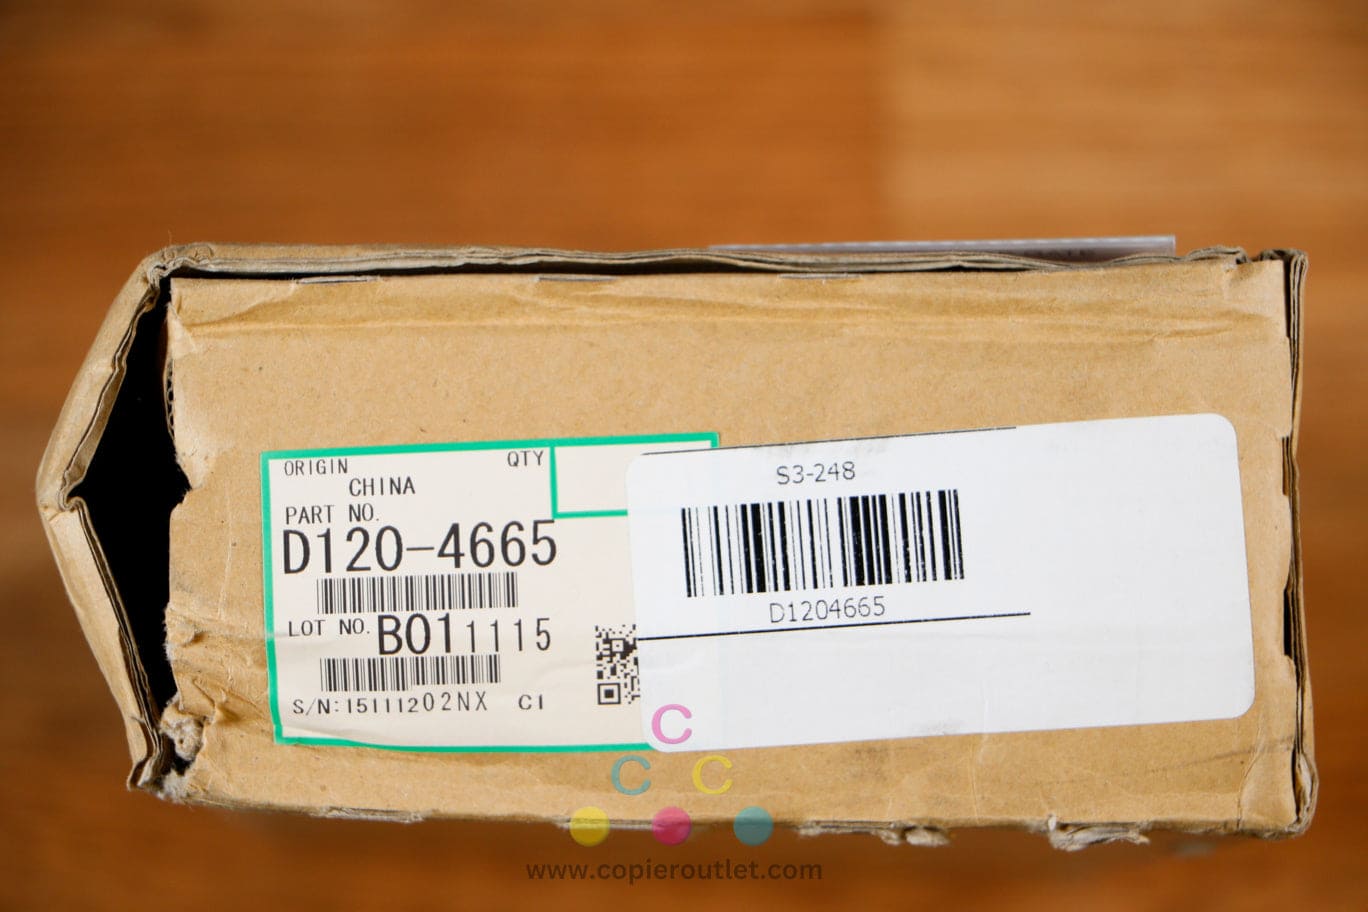 ORIGIN
CHINA
QTY
PART NO.
D120-4665
LOT NO. B011115
S/N:15111202NX C1
S3-248
D1204665
C
C C
www.copieroutlet.com